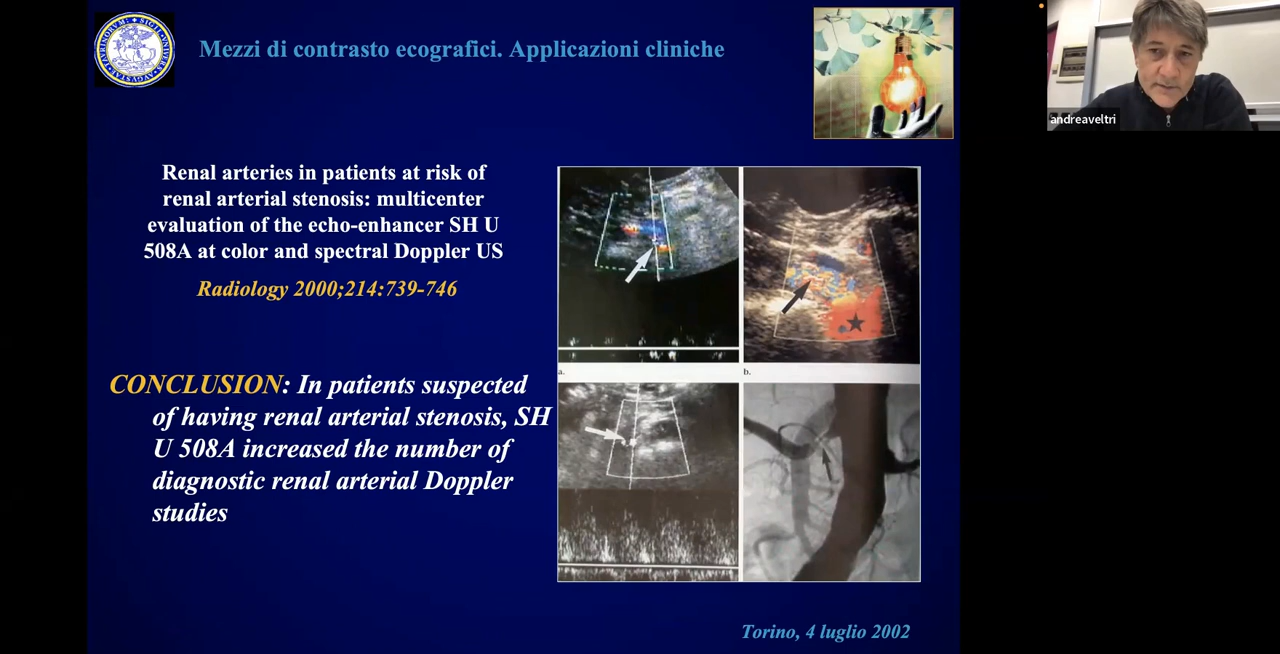 Mezzi di contrasto ecografici. Applicazioni cliniche
andreaveltri
Renal arteries in patients at risk of
renal arterial stenosis: multicenter
evaluation of the echo-enhancer SH U
508A at color and spectral Doppler US
Radiology 2000;214:739-746
CONCLUSION: In patients suspected
of having renal arterial stenosis, SH
U 508A increased the number of
diagnostic renal arterial Doppler
studies
a.
b.
Torino, 4 luglio 2002